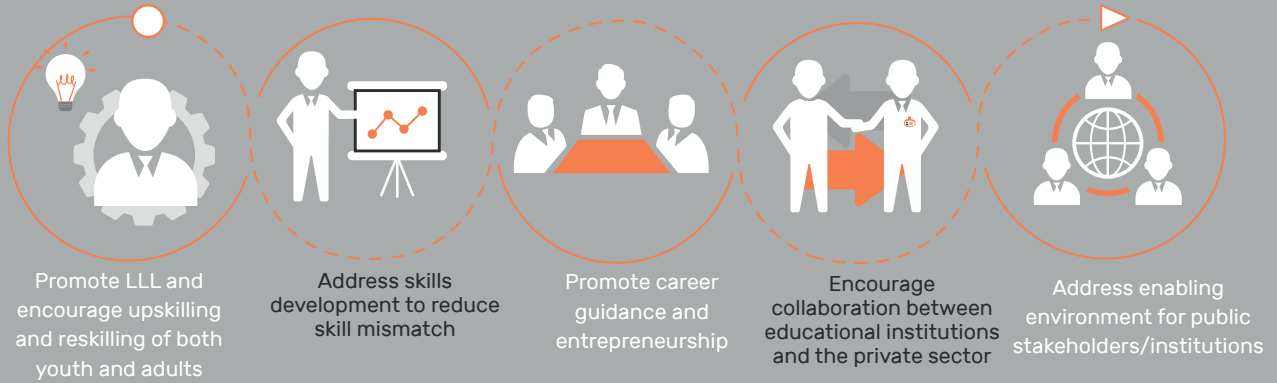 Promote LLL and
encourage upskilling
and reskilling of both
youth and adults
Address skills
development to reduce
skill mismatch
Promote career
guidance and
entrepreneurship
Encourage
collaboration between
educational institutions
and the private sector
Address enabling
environment for public
stakeholders/institutions